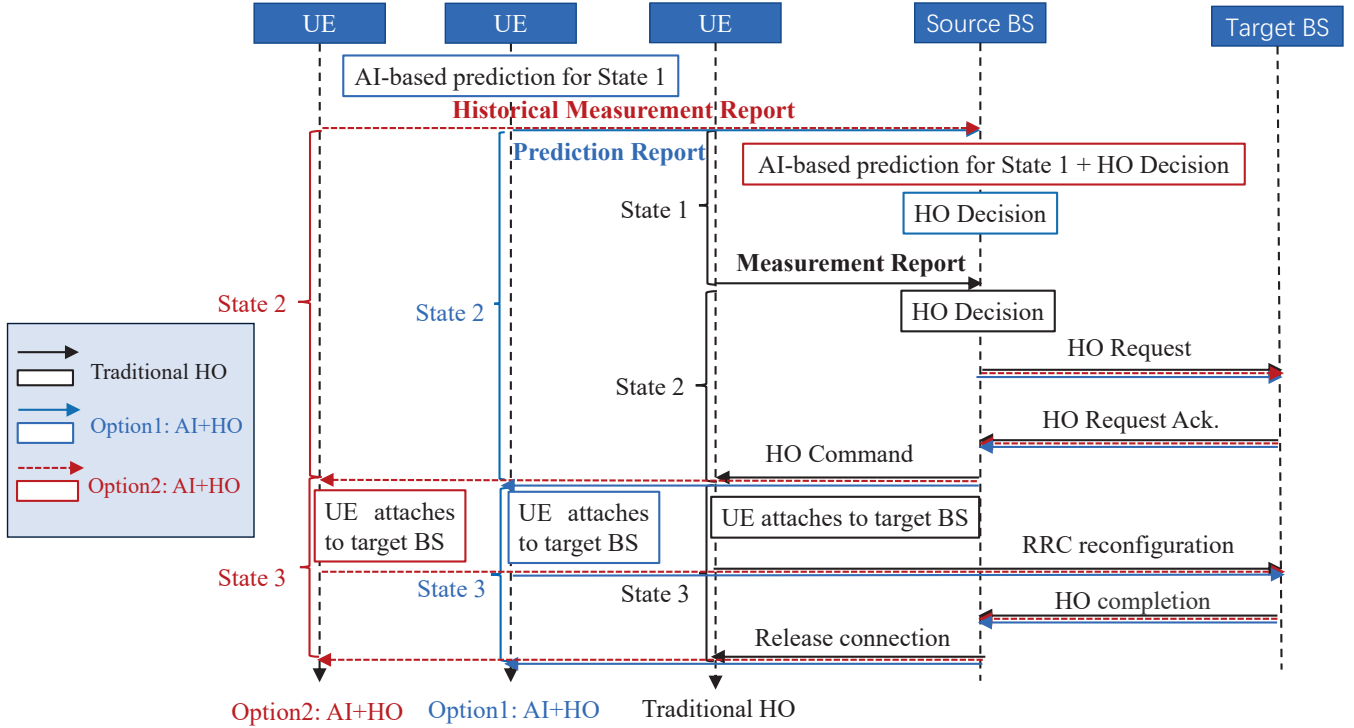 UE
UE
UE
Source BS
Target BS
AI-based prediction for State 1
Historical Measurement Report
Prediction Report
AI-based prediction for State 1 + HO Decision
State 1
HO Decision
Measurement Report
State 2
State 2
HO Decision
HO Request
State 2
Traditional HO
Option1: AI+HO
Option2: AI+HO
HO Request Ack.
HO Command
UE attaches
to target BS
UE attaches
to target BS
UE attaches to target BS
RRC reconfiguration
State 3
State 3
State 3
HO completion
Release connection
Option2: AI+HO
Option1: AI+HO
Traditional HO